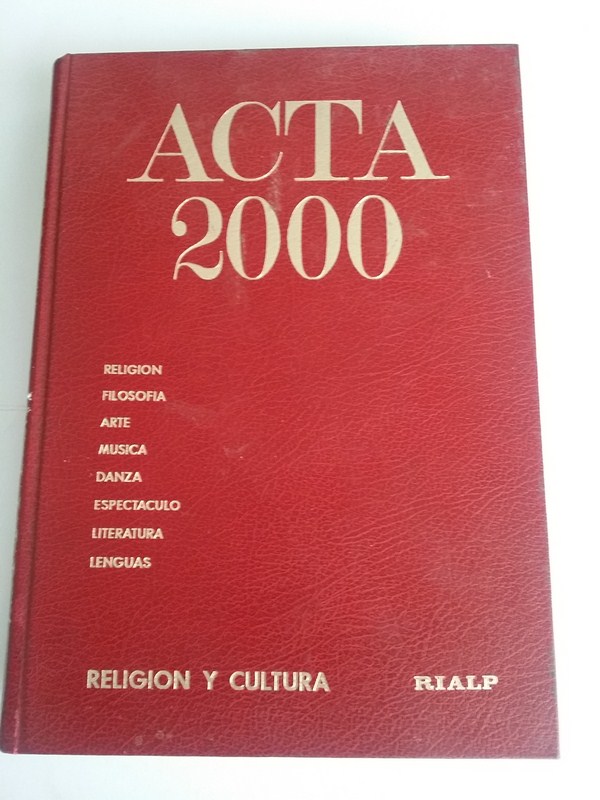 ACTA
2000
RELIGION
FILOSOFIA
ARTE
MUSICA
DANZA
ESPECTACULO
LITERATURA
LENGUAS
RELIGION Y CULTURA
RIALP